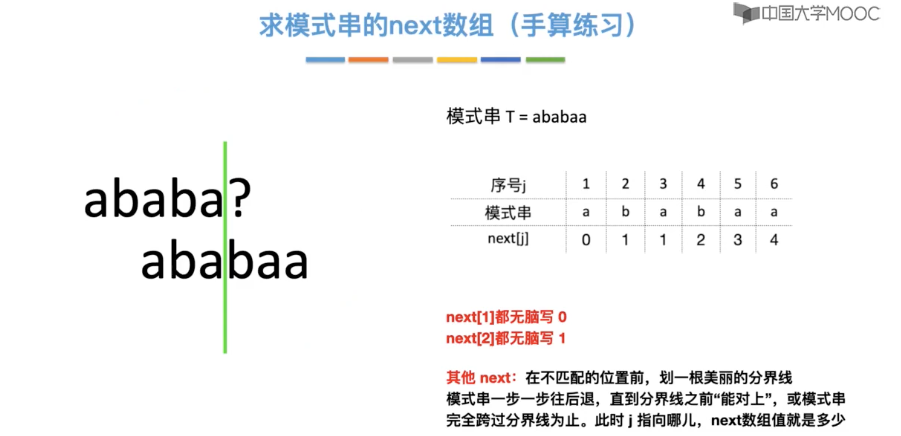 中国大学MOOC
求模式串的next数组（手算练习）
模式串 T = ababaa
ababa?
ababaa
序号j 1 2 3 4 5 6
模式串 a b a b a a
next[j] 0 1 1 2 3 4
next[1]都无脑写 0
next[2]都无脑写 1
其他 next：在不匹配的位置前，划一根美丽的分界线
模式串一步一步往后退，直到分界线之前“能对上”，或模式串
完全跨过分界线为止。此时 j 指向哪儿，next数组值就是多少